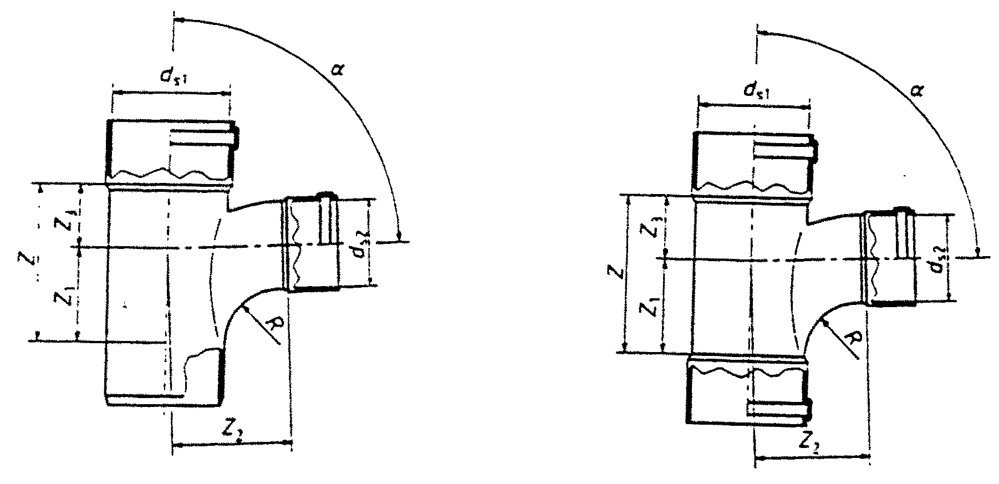 α
d_s1
Z_3
Z
Z_1
d_s2
R
Z_2
α
d_s1
Z_3
Z
Z_1
d_s2
R
Z_2